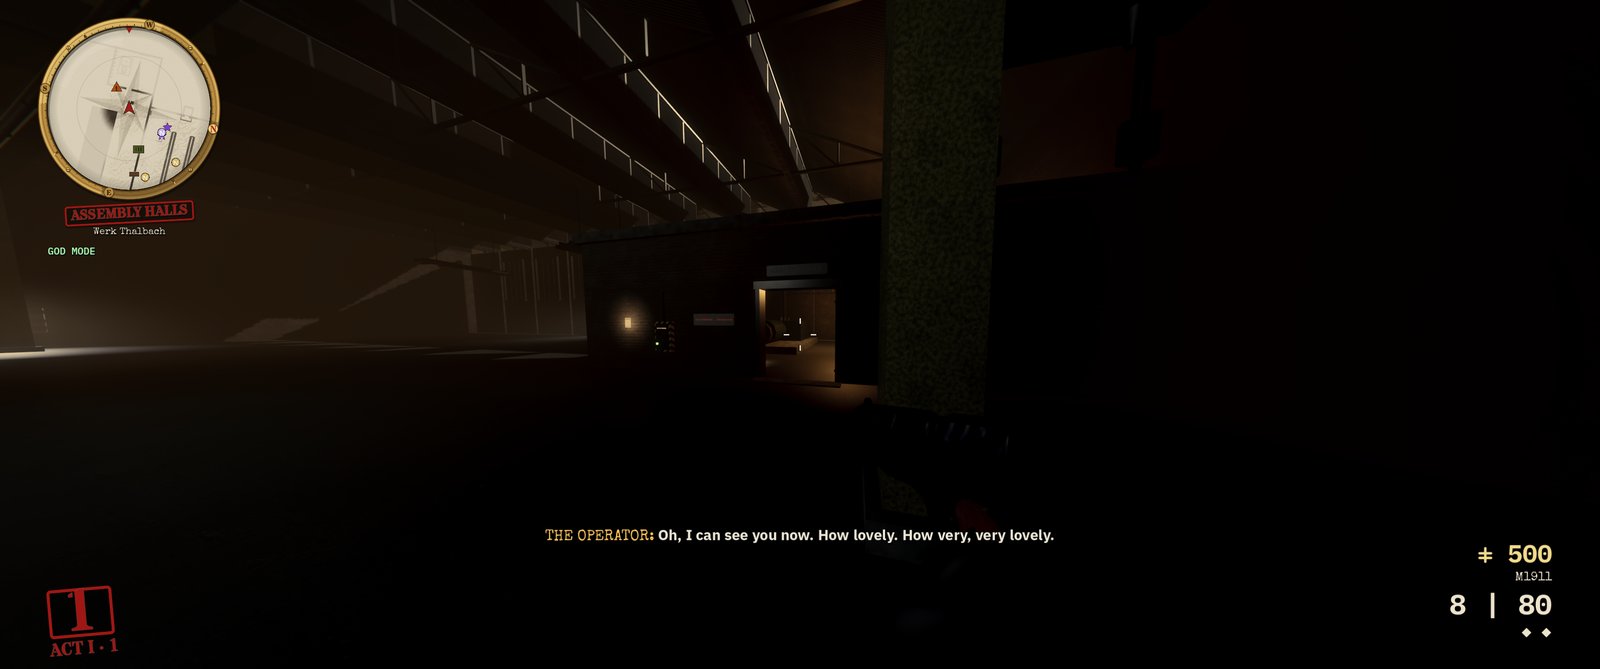 W
S
N
E
ASSEMBLY HALLS
Werk Thalbach
GOD MODE
THE OPERATOR: Oh, I can see you now. How lovely. How very, very lovely.
500
M1911
8 | 80
1
ACT I · 1